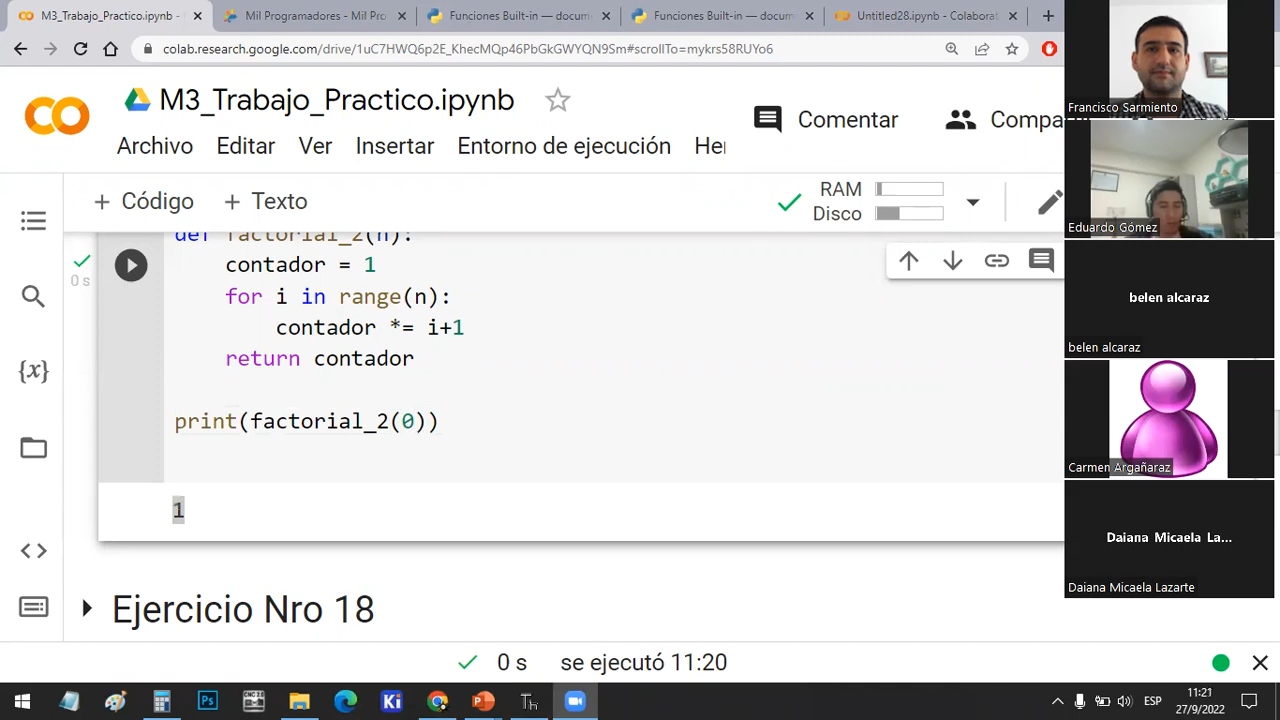 M3_Trabajo_Practico.ipynb -
Mil Programadores - Mil Pro
Funciones Built-in — docum
Funciones Built-in — docum
Untitled28.ipynb - Colaborat
colab.research.google.com/drive/1uC7HWQ6p2E_KhecMQp46PbGkGWYQN9Sm#scrollTo=mykrs58RUYo6
M3_Trabajo_Practico.ipynb
Comentar
Archivo Editar Ver Insertar Entorno de ejecución
+ Código + Texto
RAM
Disco
def factorial_2(n):
contador = 1
for i in range(n):
contador *= i+1
return contador
print(factorial_2(0))
0 s
1
Ejercicio Nro 18
0 s se ejecutó 11:20
Francisco Sarmiento
Eduardo Gómez
belen alcaraz
belen alcaraz
Carmen Argañaraz
Daiana Micaela La...
Daiana Micaela Lazarte
Ps
Ki
Th
ESP
11:21
27/9/2022